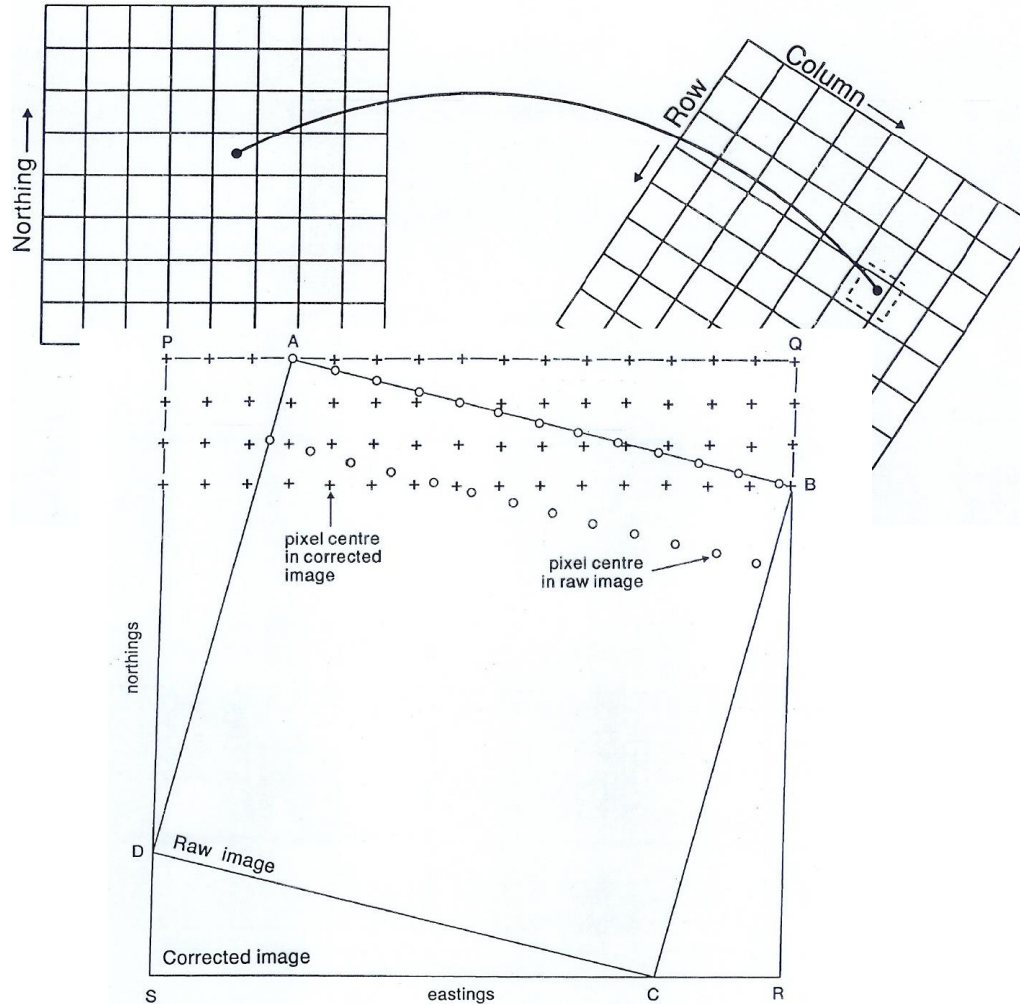 Northing
Row
Column
P
A
Q
B
pixel centre
in corrected
image
pixel centre
in raw image
northings
D
Raw image
Corrected image
S
eastings
C
R